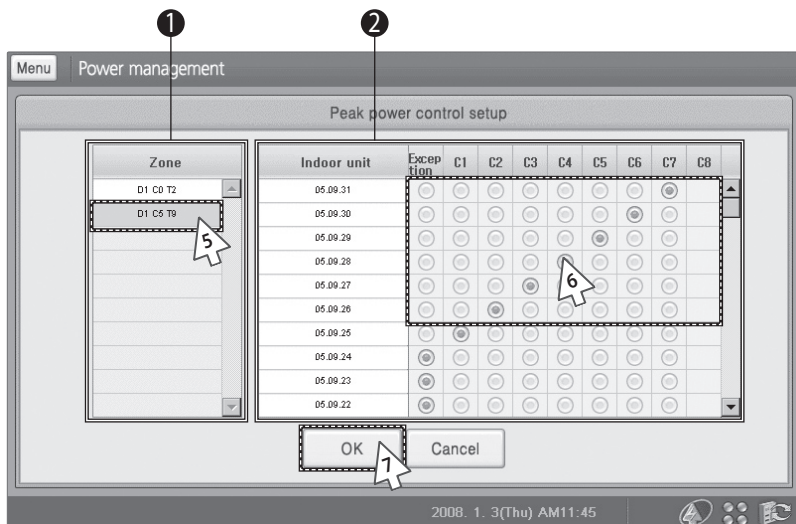 1 2
Menu Power management
Peak power control setup
Zone Indoor unit Excep tion C1 C2 C3 C4 C5 C6 C7 C8
D1 C0 T2 05.09.31
D1 C5 T9 05.09.30
5 05.09.29
05.09.28
6
05.09.27
05.09.26
05.09.25
05.09.24
05.09.23
05.09.22
OK Cancel
7
2008. 1. 3(Thu) AM11:45